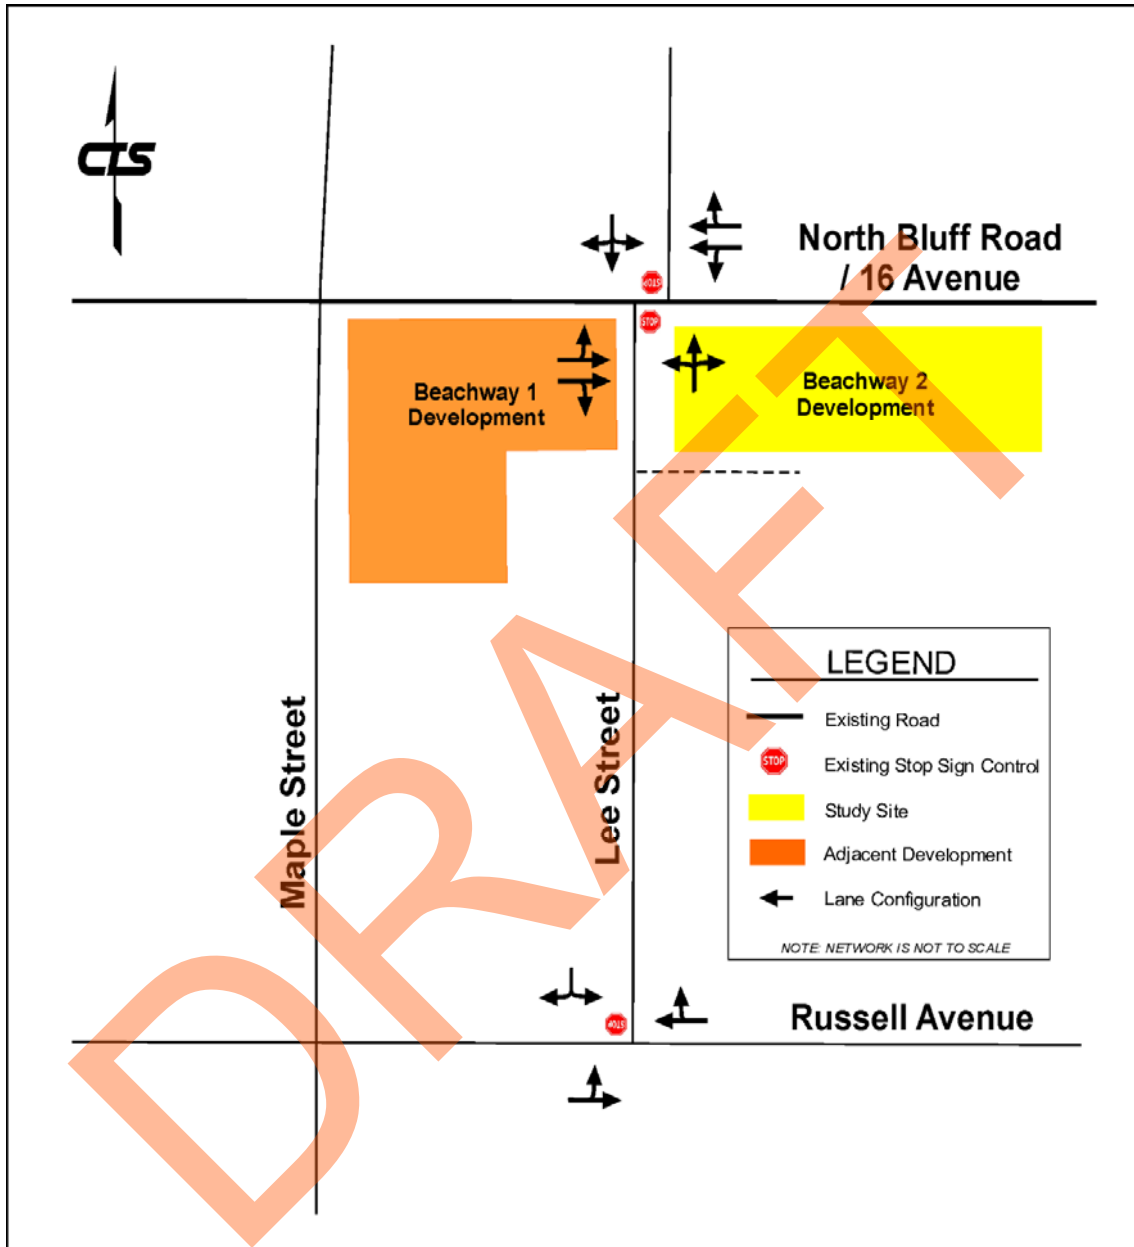 CTS
North Bluff Road
/ 16 Avenue
STOP
STOP
Beachway 1
Development
Beachway 2
Development
Maple Street
Lee Street
LEGEND
Existing Road
STOP
Existing Stop Sign Control
Study Site
Adjacent Development
Lane Configuration
NOTE: NETWORK IS NOT TO SCALE
STOP
Russell Avenue
DRAFT